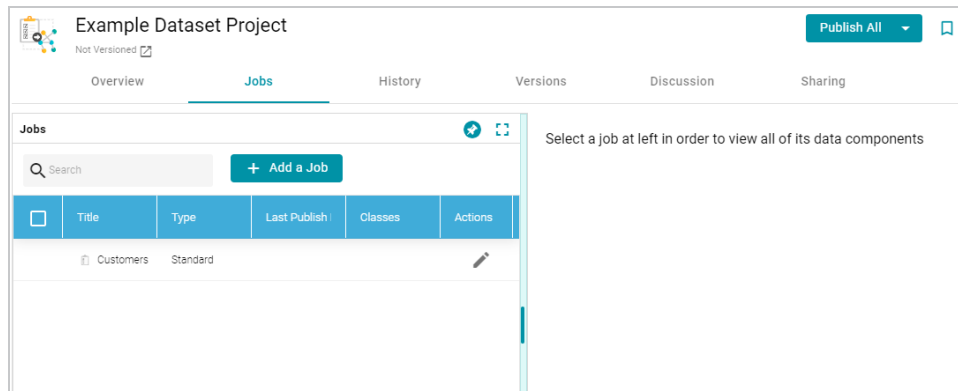 Example Dataset Project
Publish All
Not Versioned
Overview Jobs History Versions Discussion Sharing
Jobs
Select a job at left in order to view all of its data components
Search
+ Add a Job
Title Type Last Publish Classes Actions
Customers Standard